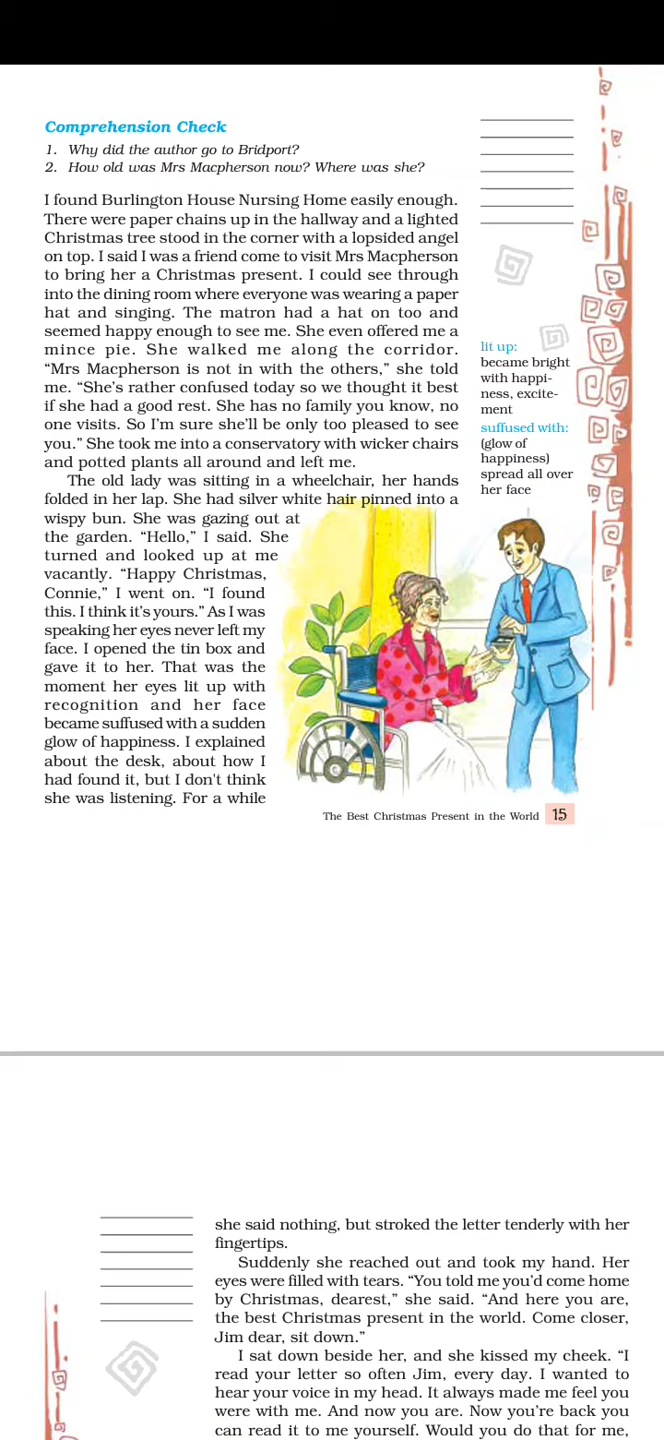 Comprehension Check
1. Why did the author go to Bridport?
2. How old was Mrs Macpherson now? Where was she?
I found Burlington House Nursing Home easily enough.
There were paper chains up in the hallway and a lighted
Christmas tree stood in the corner with a lopsided angel
on top. I said I was a friend come to visit Mrs Macpherson
to bring her a Christmas present. I could see through
into the dining room where everyone was wearing a paper
hat and singing. The matron had a hat on too and
seemed happy enough to see me. She even offered me a
mince pie. She walked me along the corridor.
“Mrs Macpherson is not in with the others,” she told
me. “She’s rather confused today so we thought it best
if she had a good rest. She has no family you know, no
one visits. So I’m sure she’ll be only too pleased to see
you.” She took me into a conservatory with wicker chairs
and potted plants all around and left me.
The old lady was sitting in a wheelchair, her hands
folded in her lap. She had silver white hair pinned into a
wispy bun. She was gazing out at
the garden. “Hello,” I said. She
turned and looked up at me
vacantly. “Happy Christmas,
Connie,” I went on. “I found
this. I think it’s yours.” As I was
speaking her eyes never left my
face. I opened the tin box and
gave it to her. That was the
moment her eyes lit up with
recognition and her face
became suffused with a sudden
glow of happiness. I explained
about the desk, about how I
had found it, but I don't think
she was listening. For a while
lit up:
became bright
with happi-
ness, excite-
ment
suffused with:
(glow of
happiness)
spread all over
her face
The Best Christmas Present in the World 15
she said nothing, but stroked the letter tenderly with her
fingertips.
Suddenly she reached out and took my hand. Her
eyes were filled with tears. “You told me you’d come home
by Christmas, dearest,” she said. “And here you are,
the best Christmas present in the world. Come closer,
Jim dear, sit down.”
I sat down beside her, and she kissed my cheek. “I
read your letter so often Jim, every day. I wanted to
hear your voice in my head. It always made me feel you
were with me. And now you are. Now you’re back you
can read it to me yourself. Would you do that for me,